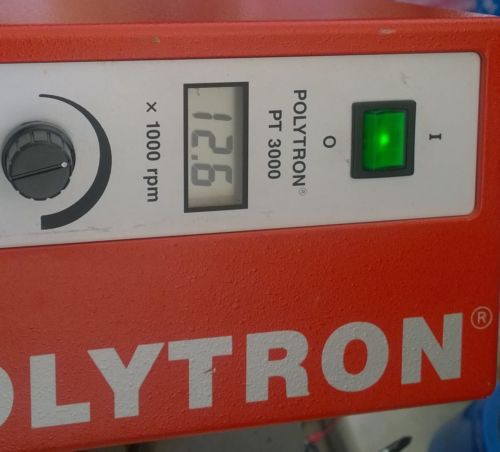 I
O
POLYTRON®
PT 3000
12.6
× 1000 rpm
OLYTRON®